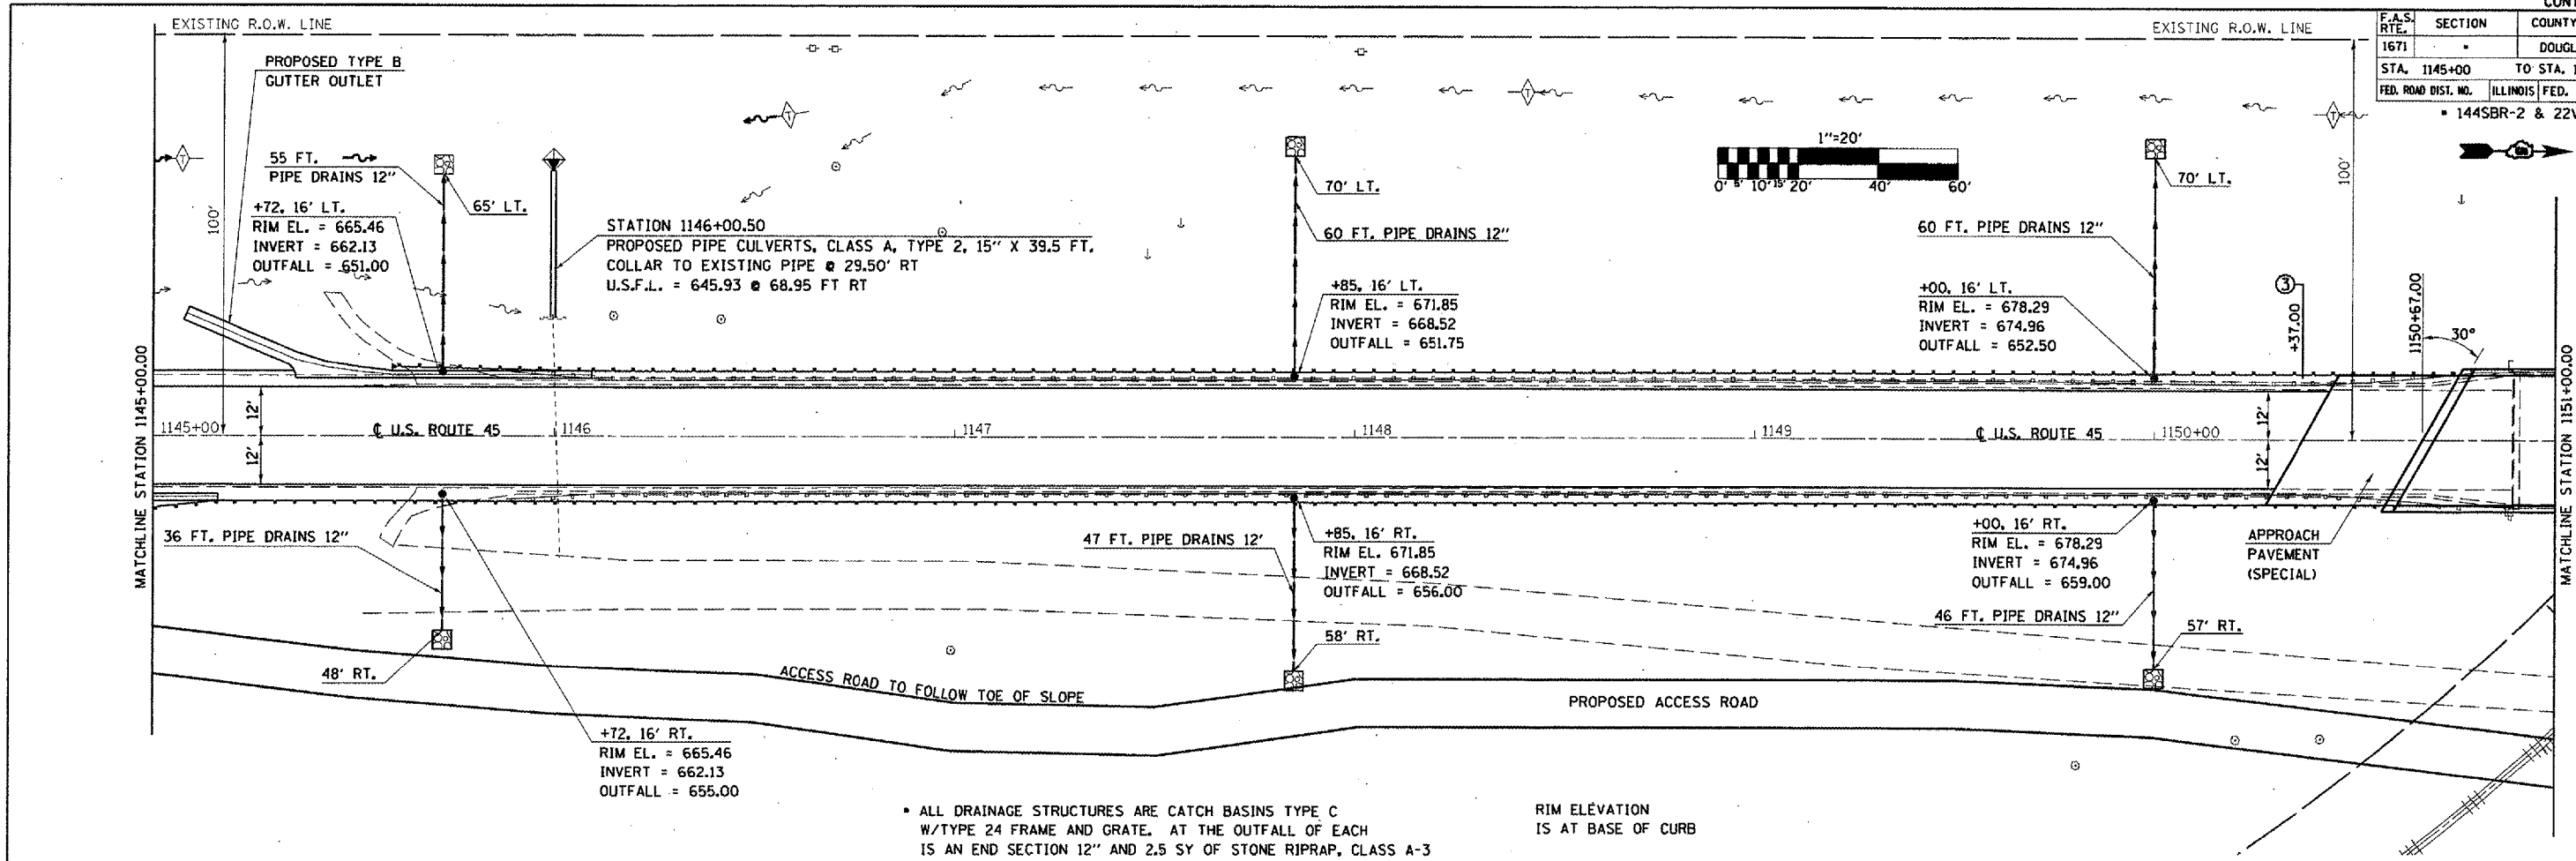 CONT
F.A.S. RTE. SECTION COUNTY
1671 • DOUGL
STA. 1145+00 TO STA. 1
FED. ROAD DIST. NO. ILLINOIS FED.
• 144SBR-2 & 22V
EXISTING R.O.W. LINE
EXISTING R.O.W. LINE
PROPOSED TYPE B
GUTTER OUTLET
100'
100'
55 FT.
PIPE DRAINS 12"
65' LT.
+72, 16' LT.
RIM EL. = 665.46
INVERT = 662.13
OUTFALL = 651.00
STATION 1146+00.50
PROPOSED PIPE CULVERTS, CLASS A, TYPE 2, 15" X 39.5 FT.
COLLAR TO EXISTING PIPE @ 29.50' RT
U.S.F.L. = 645.93 @ 68.95 FT RT
70' LT.
60 FT. PIPE DRAINS 12"
+85, 16' LT.
RIM EL. = 671.85
INVERT = 668.52
OUTFALL = 651.75
1"=20'
0' 5' 10' 15' 20' 40' 60'
70' LT.
60 FT. PIPE DRAINS 12"
+00, 16' LT.
RIM EL. = 678.29
INVERT = 674.96
OUTFALL = 652.50
3
+37.00
1150+67.00
30°
T
T
T
T
MATCHLINE STATION 1145+00.00
12'
12'
1145+00
℄ U.S. ROUTE 45
1146
1147
1148
1149
℄ U.S. ROUTE 45
1150+00
12'
12'
MATCHLINE STATION 1151+00.00
36 FT. PIPE DRAINS 12"
48' RT.
+72, 16' RT.
RIM EL. = 665.46
INVERT = 662.13
OUTFALL = 655.00
47 FT. PIPE DRAINS 12'
+85, 16' RT.
RIM EL. 671.85
INVERT = 668.52
OUTFALL = 656.00
58' RT.
+00, 16' RT.
RIM EL. = 678.29
INVERT = 674.96
OUTFALL = 659.00
46 FT. PIPE DRAINS 12"
57' RT.
APPROACH
PAVEMENT
(SPECIAL)
ACCESS ROAD TO FOLLOW TOE OF SLOPE
PROPOSED ACCESS ROAD
• ALL DRAINAGE STRUCTURES ARE CATCH BASINS TYPE C
W/TYPE 24 FRAME AND GRATE. AT THE OUTFALL OF EACH
IS AN END SECTION 12" AND 2.5 SY OF STONE RIPRAP, CLASS A-3
RIM ELEVATION
IS AT BASE OF CURB